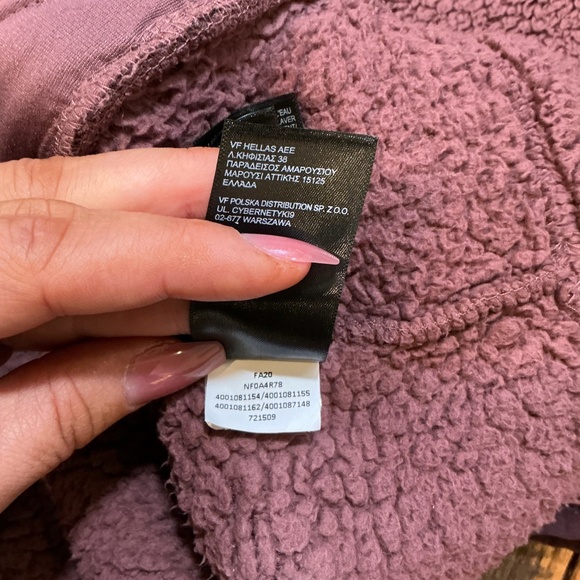 VF HELLAS AEE
Λ.ΚΗΦΙΣΙΑΣ 38
ΠΑΡΑΔΕΙΣΟΣ ΑΜΑΡΟΥΣΙΟΥ
ΜΑΡΟΥΣΙ ΑΤΤΙΚΗΣ 15125
ΕΛΛΑΔΑ
VF POLSKA DISTRIBUTION SP. Z.O.O.
UL. CYBERNETYKI9
02-677 WARSZAWA
FA20
NF0A4R78
4001081154/4001081155
4001081162/4001087148
721509